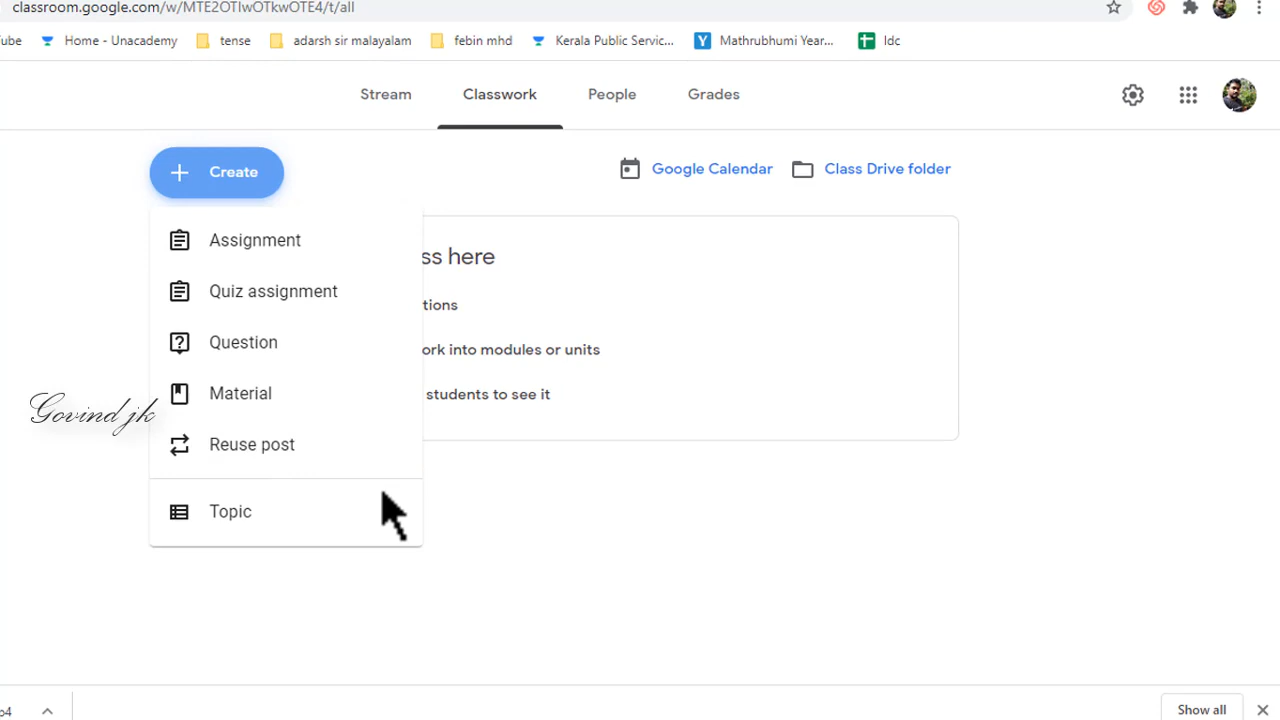 classroom.google.com/w/MTE2OTIwOTkwOTE4/t/all
ube Home - Unacademy tense adarsh sir malayalam febin mhd Kerala Public Servic... Mathrubhumi Year... ldc
Stream Classwork People Grades
Create Google Calendar Class Drive folder
Assignment
ss here
Quiz assignment
tions
Question
ork into modules or units
Material
students to see it
Govind jk
Reuse post
Topic
p4 Show all